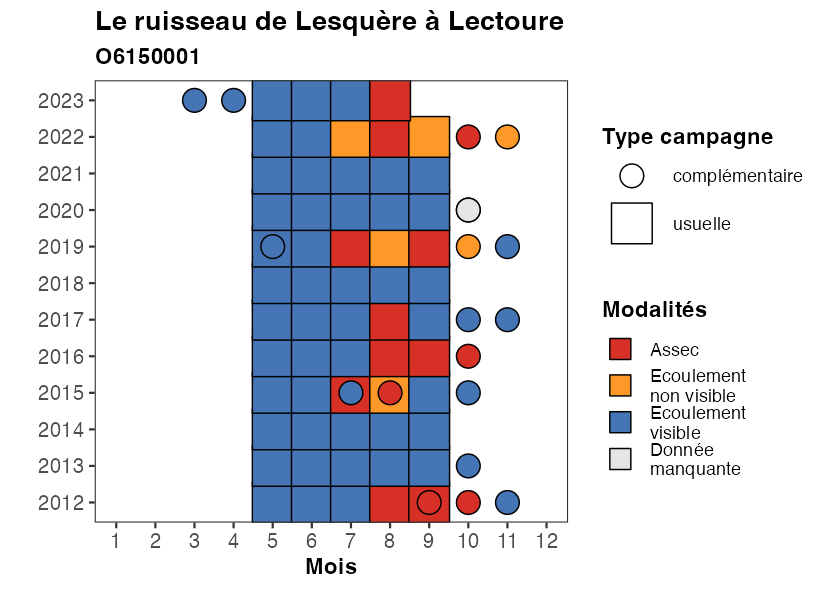 Le ruisseau de Lesquère à Lectoure
O6150001
2023
2022
2021
2020
2019
2018
2017
2016
2015
2014
2013
2012
1 2 3 4 5 6 7 8 9 10 11 12
Mois
Type campagne
complémentaire
usuelle
Modalités
Assec
Ecoulement
non visible
Ecoulement
visible
Donnée
manquante